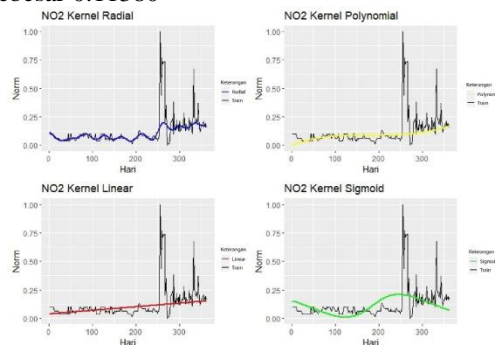 NO2 Kernel Radial
1.00
0.75
0.50
0.25
0.00
Norm
0
100
200
300
Hari
Keterangan
Radial
Train
NO2 Kernel Polynomial
1.00
0.75
0.50
0.25
0.00
Norm
0
100
200
300
Hari
Keterangan
Polynom
Train
NO2 Kernel Linear
1.00
0.75
0.50
0.25
0.00
Norm
0
100
200
300
Hari
Keterangan
Linear
Train
NO2 Kernel Sigmoid
1.00
0.75
0.50
0.25
0.00
Norm
0
100
200
300
Hari
Keterangan
Sigmoid
Train